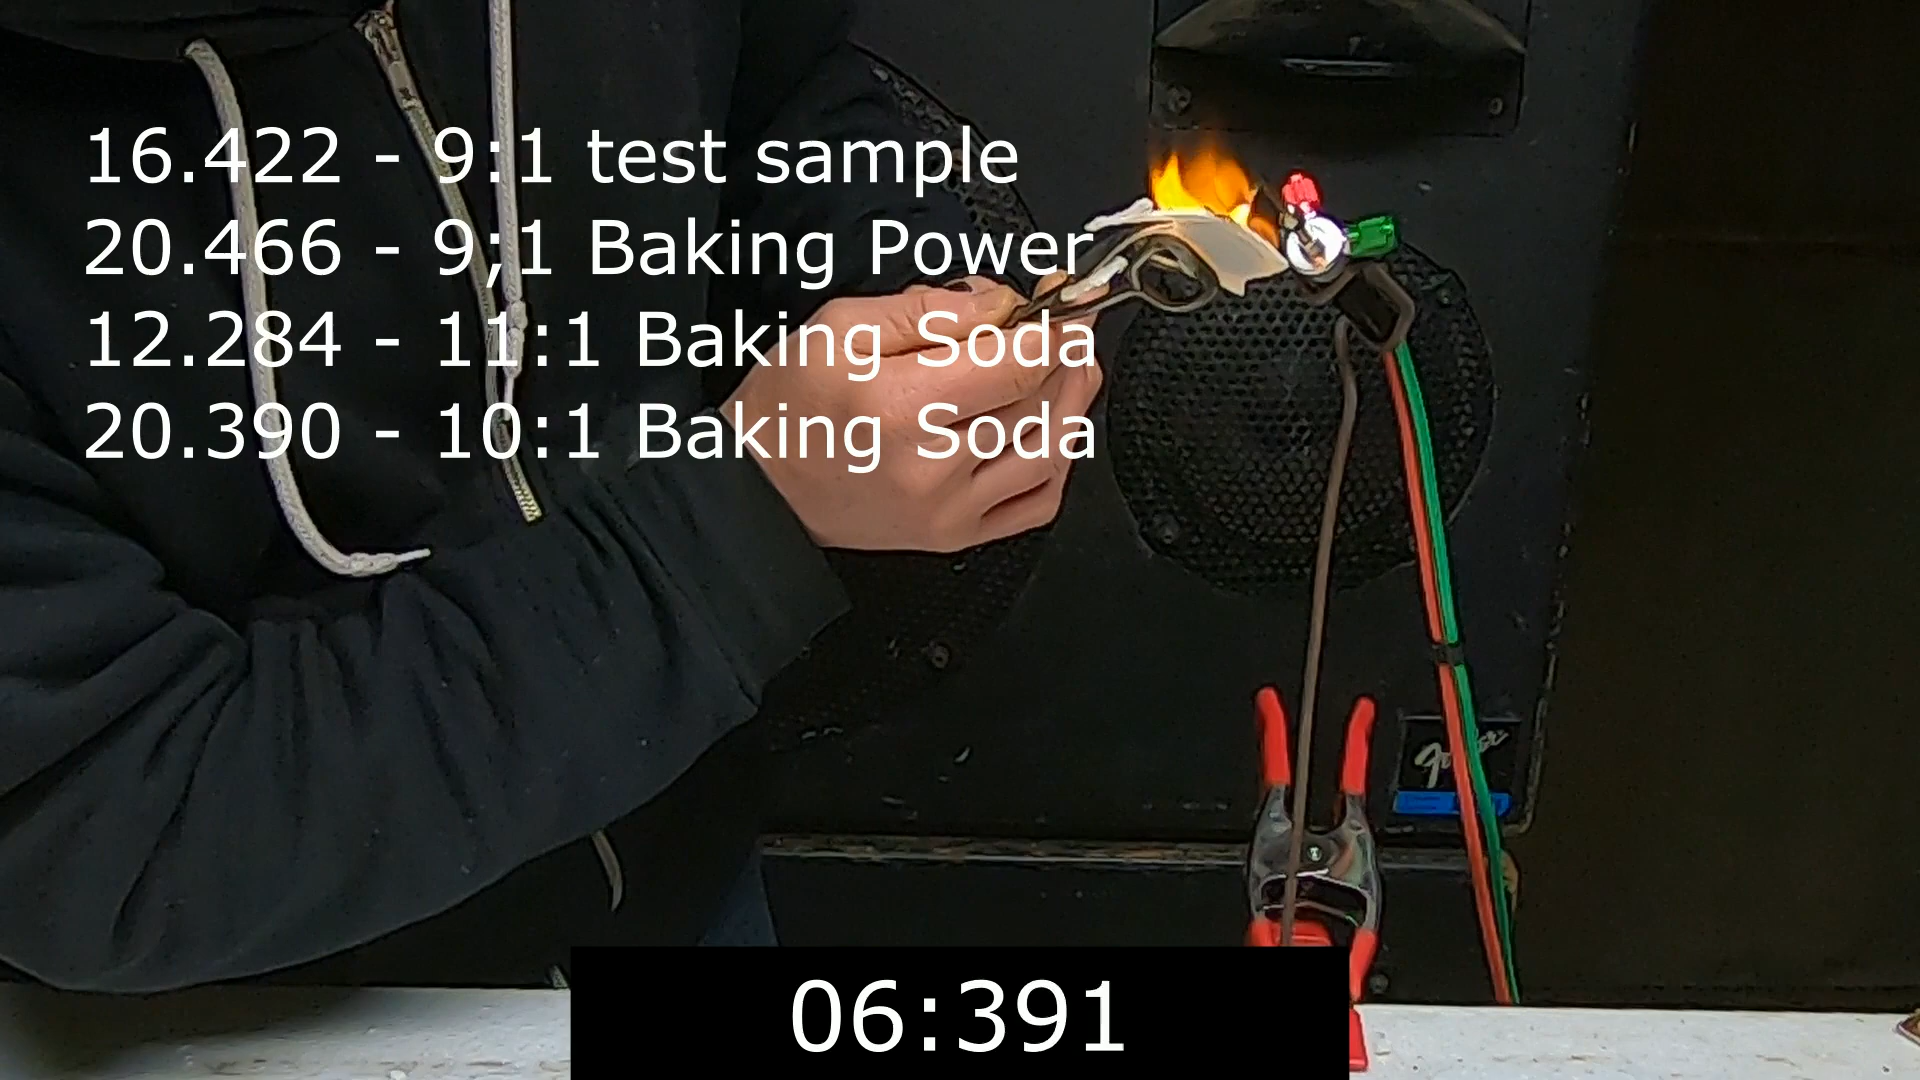 16.422 - 9:1 test sample
20.466 - 9;1 Baking Power
12.284 - 11:1 Baking Soda
20.390 - 10:1 Baking Soda
Fender
06:391